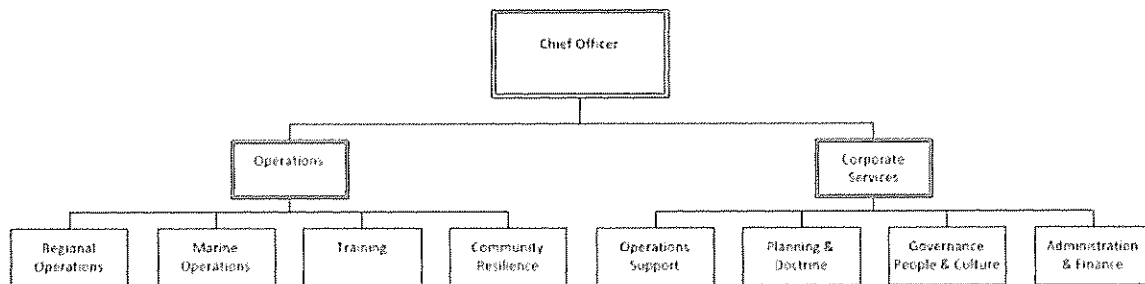 Chief Officer
Operations
Corporate
Services
Regional
Operations
Marine
Operations
Training
Community
Resilience
Operations
Support
Planning &
Doctrine
Governance
People & Culture
Administration
& Finance